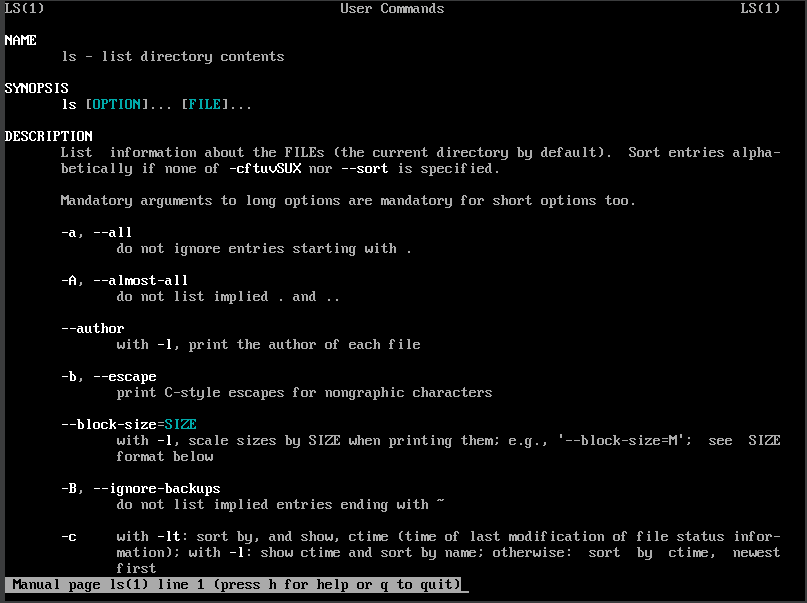 LS(1) User Commands LS(1)
NAME
ls - list directory contents
SYNOPSIS
ls [OPTION]... [FILE]...
DESCRIPTION
List information about the FILEs (the current directory by default). Sort entries alpha-
betically if none of -cftuvSUX nor --sort is specified.
Mandatory arguments to long options are mandatory for short options too.
-a, --all
do not ignore entries starting with .
-A, --almost-all
do not list implied . and ..
--author
with -l, print the author of each file
-b, --escape
print C-style escapes for nongraphic characters
--block-size=SIZE
with -l, scale sizes by SIZE when printing them; e.g., '--block-size=M'; see SIZE
format below
-B, --ignore-backups
do not list implied entries ending with ~
-c with -lt: sort by, and show, ctime (time of last modification of file status infor-
mation); with -l: show ctime and sort by name; otherwise: sort by ctime, newest
first
Manual page ls(1) line 1 (press h for help or q to quit)